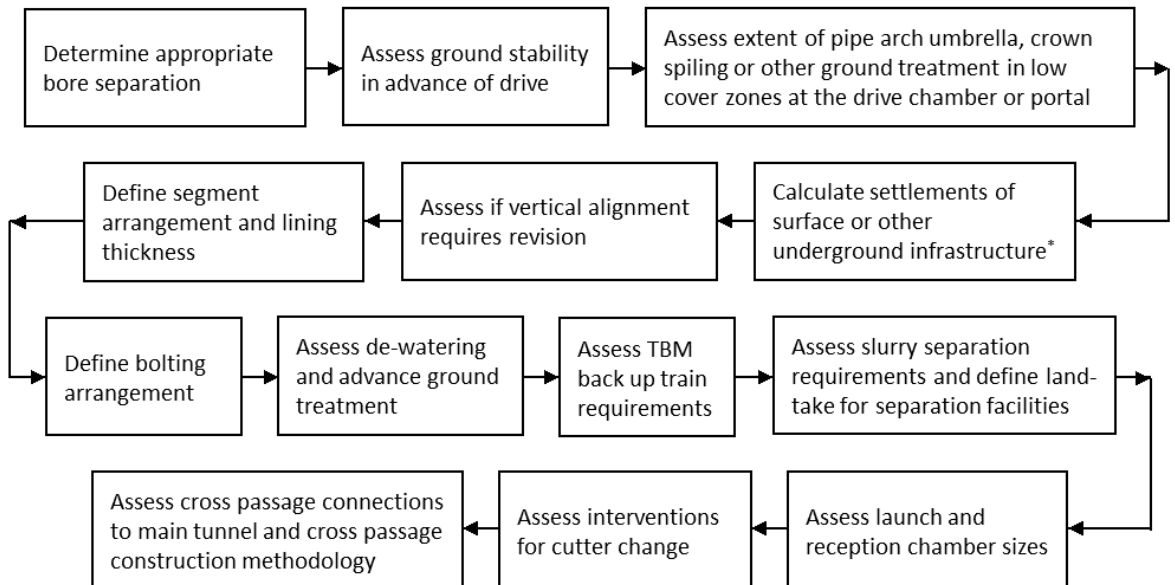 Determine appropriate
bore separation
Assess ground stability
in advance of drive
Assess extent of pipe arch umbrella, crown
spiling or other ground treatment in low
cover zones at the drive chamber or portal
Calculate settlements of
surface or other
underground infrastructure*
Assess if vertical alignment
requires revision
Define segment
arrangement and lining
thickness
Define bolting
arrangement
Assess de-watering
and advance ground
treatment
Assess TBM
back up train
requirements
Assess slurry separation
requirements and define land-
take for separation facilities
Assess launch and
reception chamber sizes
Assess interventions
for cutter change
Assess cross passage connections
to main tunnel and cross passage
construction methodology